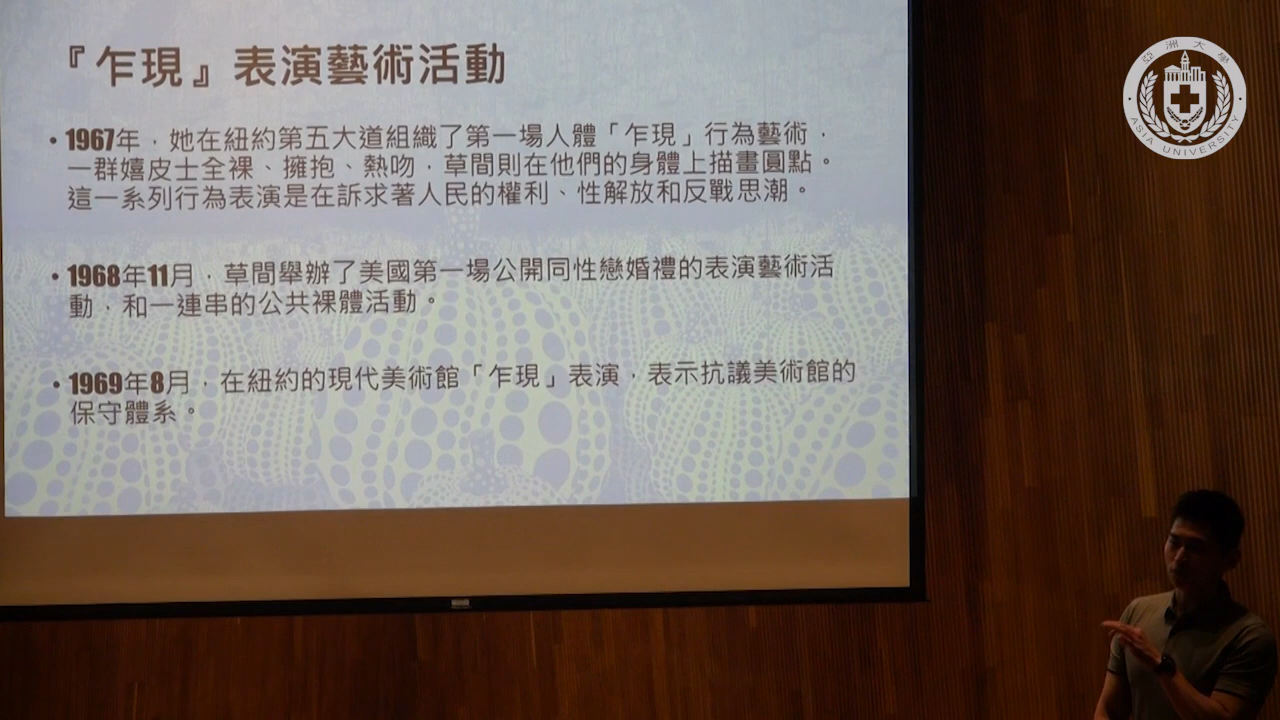 『乍現』表演藝術活動
• 1967年，她在紐約第五大道組織了第一場人體「乍現」行為藝術，
一群嬉皮士全裸、擁抱、熱吻，草間則在他們的身體上描畫圓點。
這一系列行為表演是在訴求著人民的權利、性解放和反戰思潮。
• 1968年11月，草間舉辦了美國第一場公開同性戀婚禮的表演藝術活
動，和一連串的公共裸體活動。
• 1969年8月，在紐約的現代美術館「乍現」表演，表示抗議美術館的
保守體系。
亞洲大學
ASIA UNIVERSITY